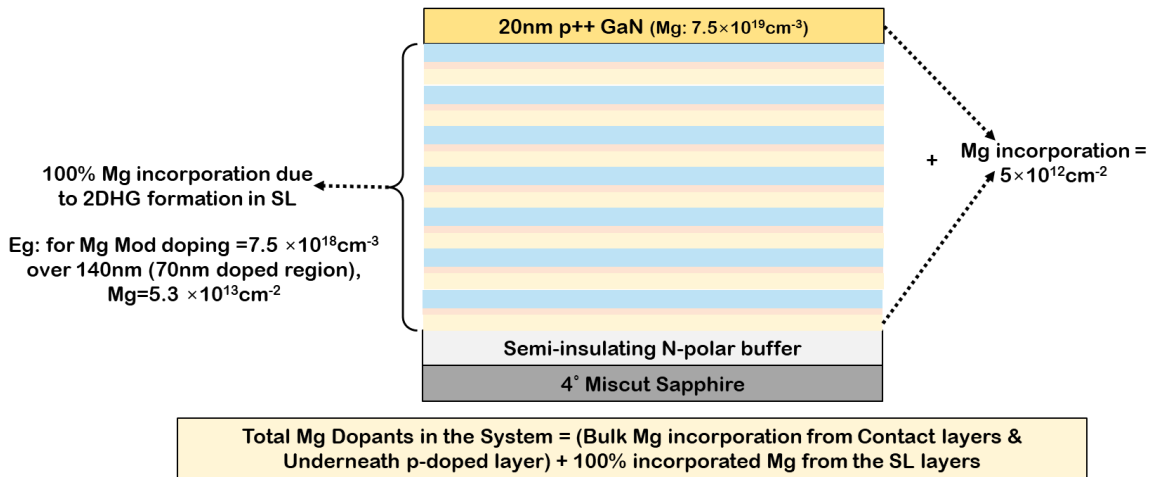 20nm p++ GaN (Mg: 7.5×10¹⁹cm⁻³)
100% Mg incorporation due
to 2DHG formation in SL
Eg: for Mg Mod doping =7.5 ×10¹⁸cm⁻³
over 140nm (70nm doped region),
Mg=5.3 ×10¹³cm⁻²
+
Mg incorporation =
5×10¹²cm⁻²
Semi-insulating N-polar buffer
4° Miscut Sapphire
Total Mg Dopants in the System = (Bulk Mg incorporation from Contact layers &
Underneath p-doped layer) + 100% incorporated Mg from the SL layers